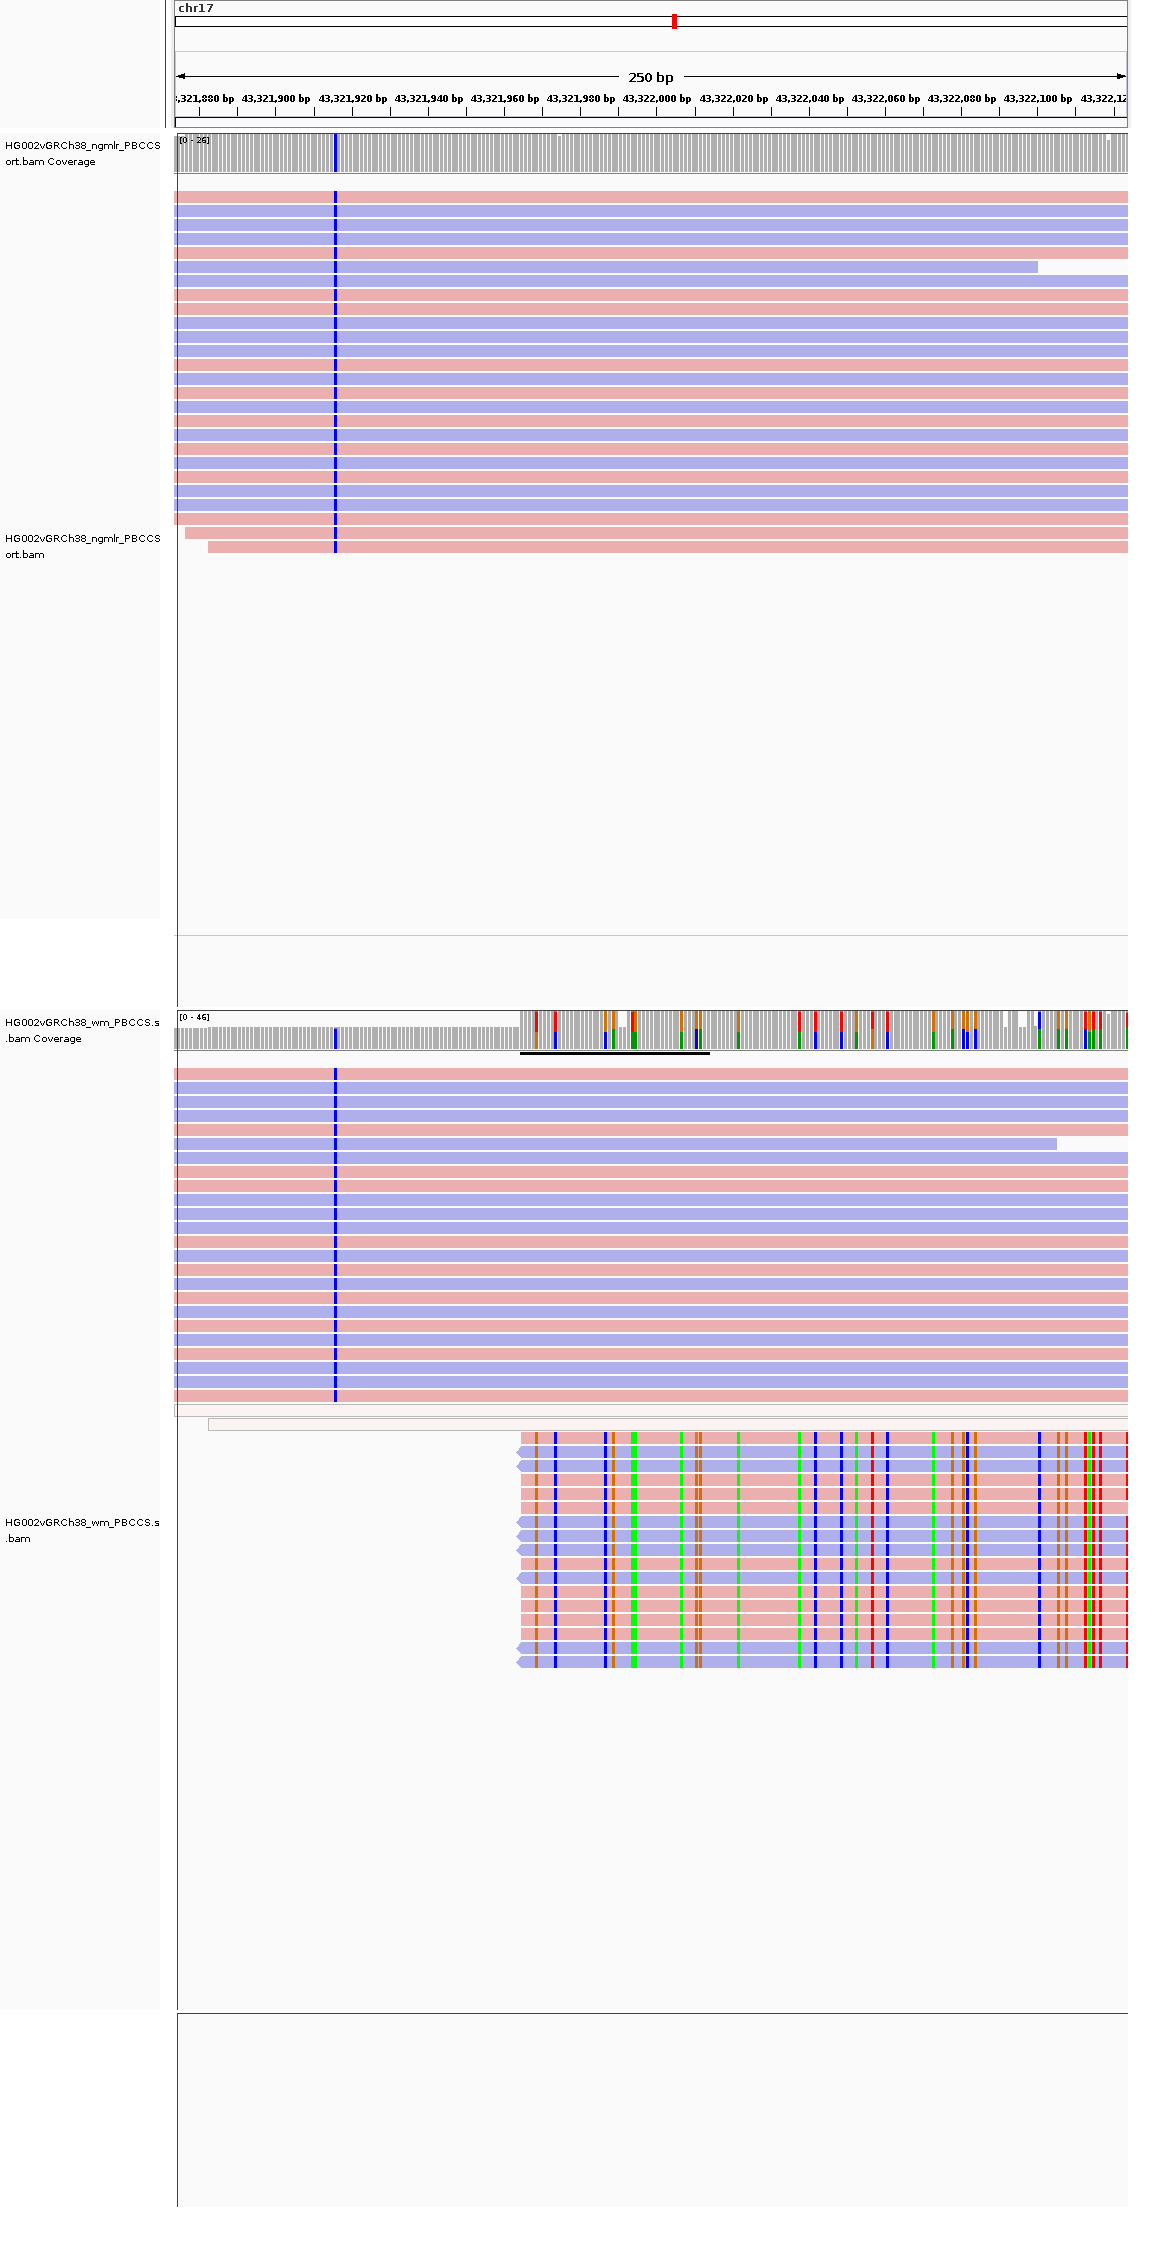 chr17
250 bp
:,321,880 bp 43,321,900 bp 43,321,920 bp 43,321,940 bp 43,321,960 bp 43,321,980 bp 43,322,000 bp 43,322,020 bp 43,322,040 bp 43,322,060 bp 43,322,080 bp 43,322,100 bp 43,322,12
[0 - 26]
HG002vGRCh38_ngmlr_PBCCS
ort.bam Coverage
HG002vGRCh38_ngmlr_PBCCS
ort.bam
[0 - 46]
HG002vGRCh38_wm_PBCCS.s
.bam Coverage
HG002vGRCh38_wm_PBCCS.s
.bam